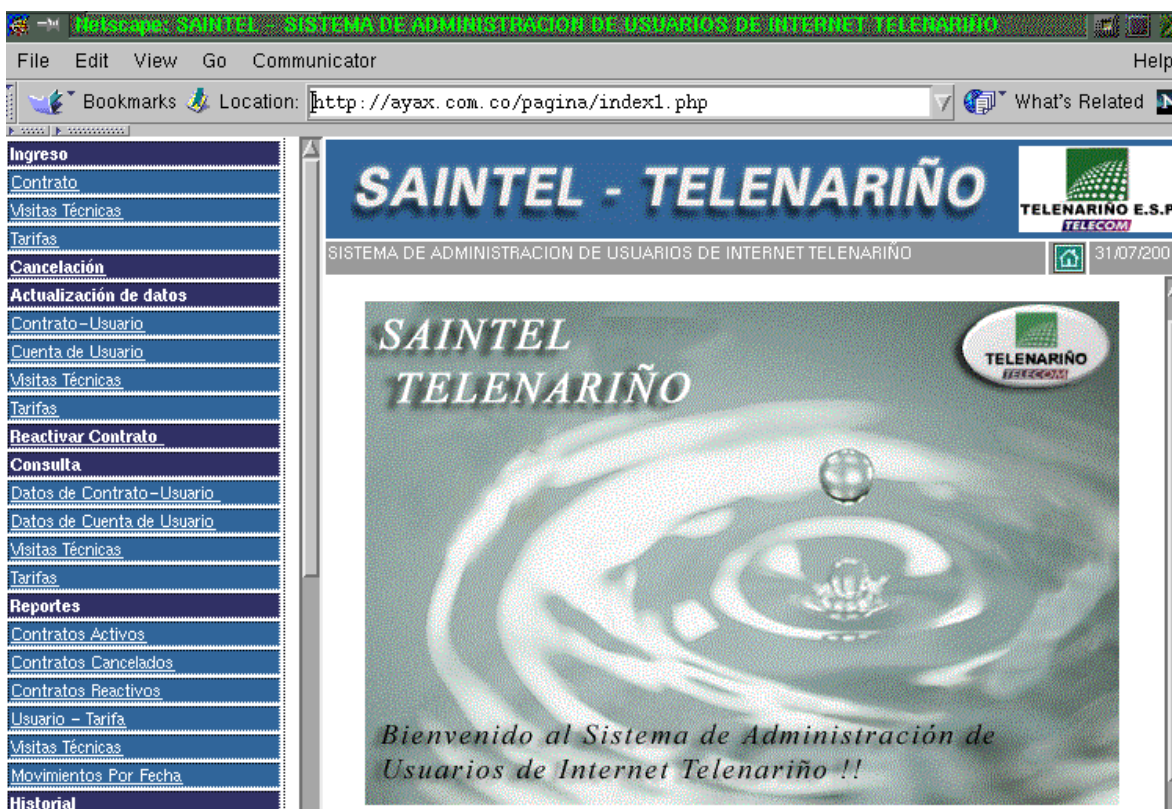 Netscape: SAINTEL - SISTEMA DE ADMINISTRACION DE USUARIOS DE INTERNET TELENARIÑO
File Edit View Go Communicator Help
Bookmarks Location: http://ayax.com.co/pagina/index1.php What's Related N
Ingreso
Contrato
Visitas Técnicas
Tarifas
Cancelación
Actualización de datos
Contrato-Usuario
Cuenta de Usuario
Visitas Técnicas
Tarifas
Reactivar Contrato
Consulta
Datos de Contrato-Usuario
Datos de Cuenta de Usuario
Visitas Técnicas
Tarifas
Reportes
Contratos Activos
Contratos Cancelados
Contratos Reactivos
Usuario - Tarifa
Visitas Técnicas
Movimientos Por Fecha
Historial
SAINTEL - TELENARIÑO
TELENARIÑO E.S.P
TELECOM
SISTEMA DE ADMINISTRACION DE USUARIOS DE INTERNET TELENARIÑO
31/07/200
SAINTEL
TELENARIÑO
TELENARIÑO
TELECOM
Bienvenido al Sistema de Administración de
Usuarios de Internet Telenariño !!